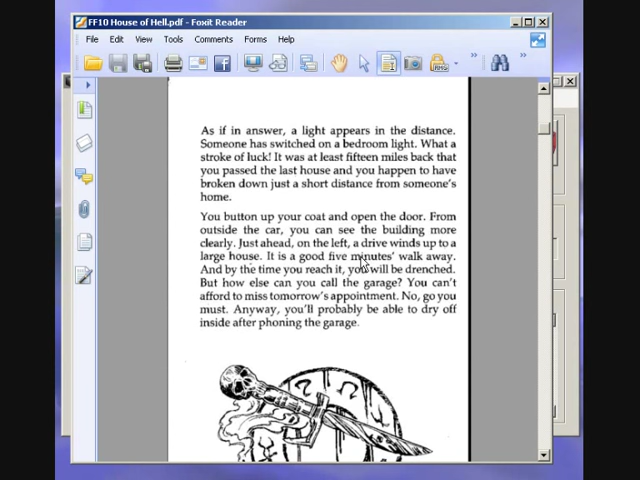 FF10 House of Hell.pdf - Foxit Reader
File Edit View Tools Comments Forms Help
As if in answer, a light appears in the distance.
Someone has switched on a bedroom light. What a
stroke of luck! It was at least fifteen miles back that
you passed the last house and you happen to have
broken down just a short distance from someone's
home.
You button up your coat and open the door. From
outside the car, you can see the building more
clearly. Just ahead, on the left, a drive winds up to a
large house. It is a good five minutes' walk away.
And by the time you reach it, you will be drenched.
But how else can you call the garage? You can't
afford to miss tomorrow's appointment. No, go you
must. Anyway, you'll probably be able to dry off
inside after phoning the garage.